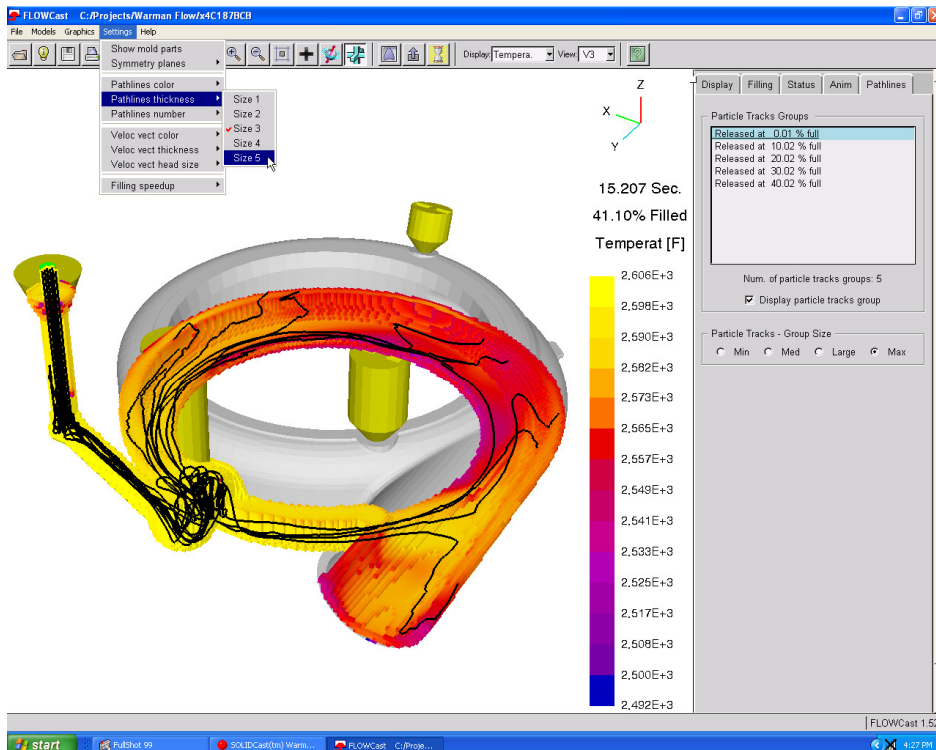 FLOWCast C:/Projects/Warman Flow/x4C187BCB
File Models Graphics Settings Help
Display: Tempera. View: V3
Show mold parts
Symmetry planes
Pathlines color
Pathlines thickness
Pathlines number
Veloc vect color
Veloc vect thickness
Veloc vect head size
Filling speedup
Size 1
Size 2
Size 3
Size 4
Size 5
Z
X
Y
15.207 Sec.
41.10% Filled
Temperat [F]
2,606E+3
2,598E+3
2,590E+3
2,582E+3
2,573E+3
2,565E+3
2,557E+3
2,549E+3
2,541E+3
2,533E+3
2,525E+3
2,517E+3
2,508E+3
2,500E+3
2,492E+3
Display Filling Status Anim Pathlines
Particle Tracks Groups
Released at 0.01 % full
Released at 10.02 % full
Released at 20.02 % full
Released at 30.02 % full
Released at 40.02 % full
Num. of particle tracks groups: 5
Display particle tracks group
Particle Tracks - Group Size
Min Med Large Max
FLOWCast 1.52
start FullShot 99 SOLIDCast(tm) Warm... FLOWCast C:/Proje... 4:27 PM